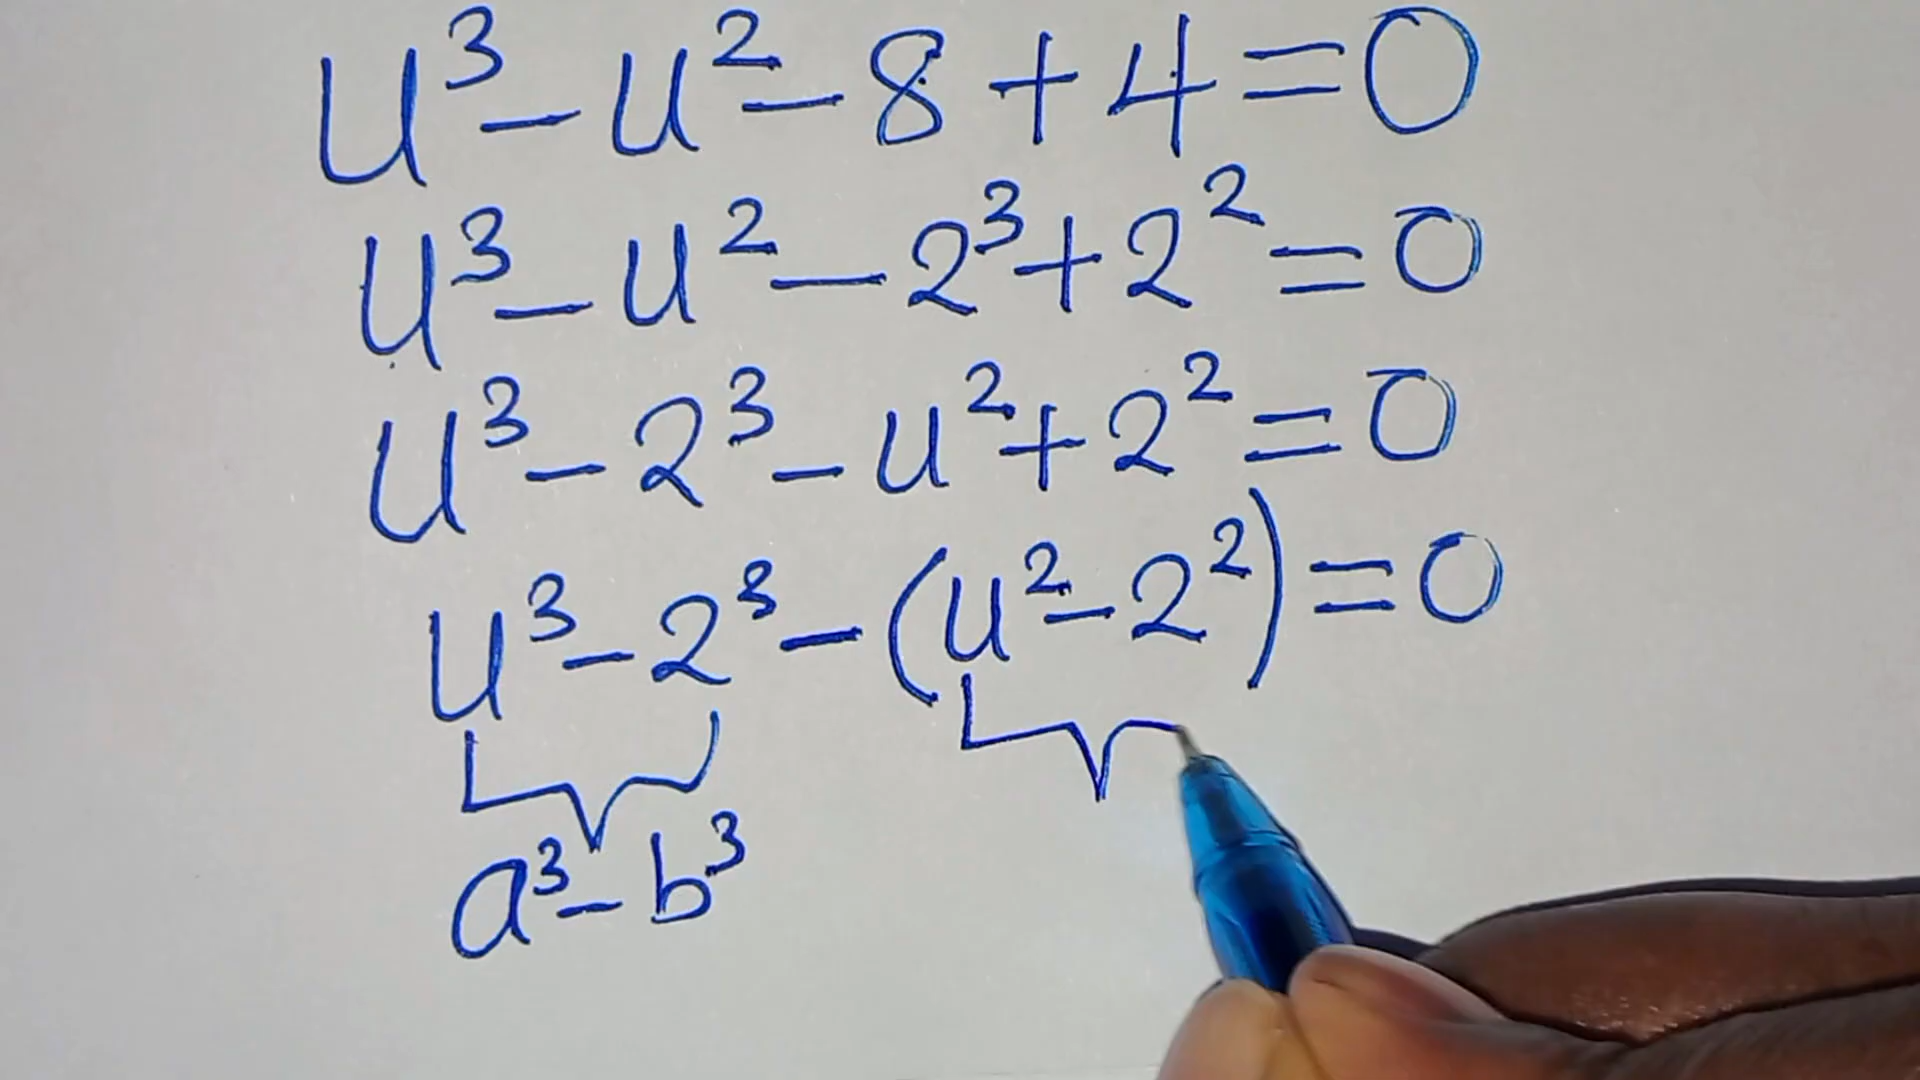 u³ - u² - 8 + 4 = 0
u³ - u² - 2³ + 2² = 0
u³ - 2³ - u² + 2² = 0
u³ - 2³ - (u² - 2²) = 0
a³ - b³